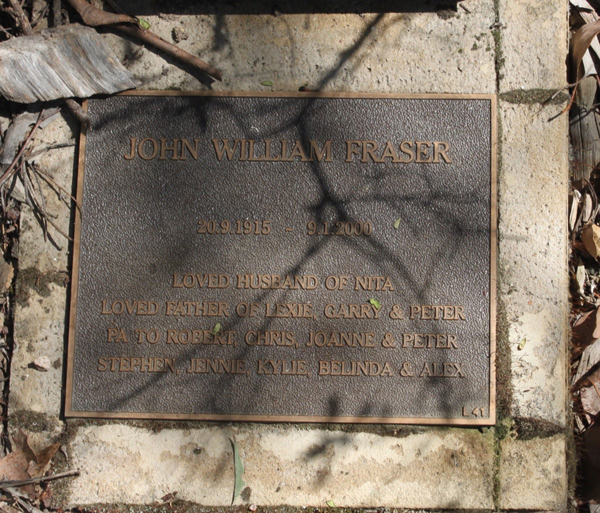 JOHN WILLIAM FRASER
20.9.1915 - 9.1.2000
LOVED HUSBAND OF NITA
LOVED FATHER OF LEXIE, GARRY & PETER
PA TO ROBERT, CHRIS, JOANNE & PETER
STEPHEN, JENNIE, KYLIE, BELINDA & ALEX
L 41